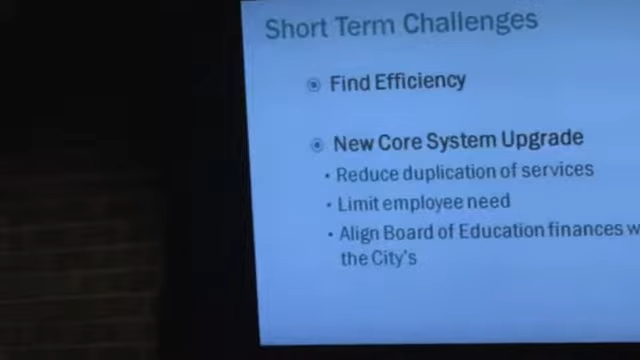 Short Term Challenges
Find Efficiency
New Core System Upgrade
• Reduce duplication of services
• Limit employee need
• Align Board of Education finances
the City's